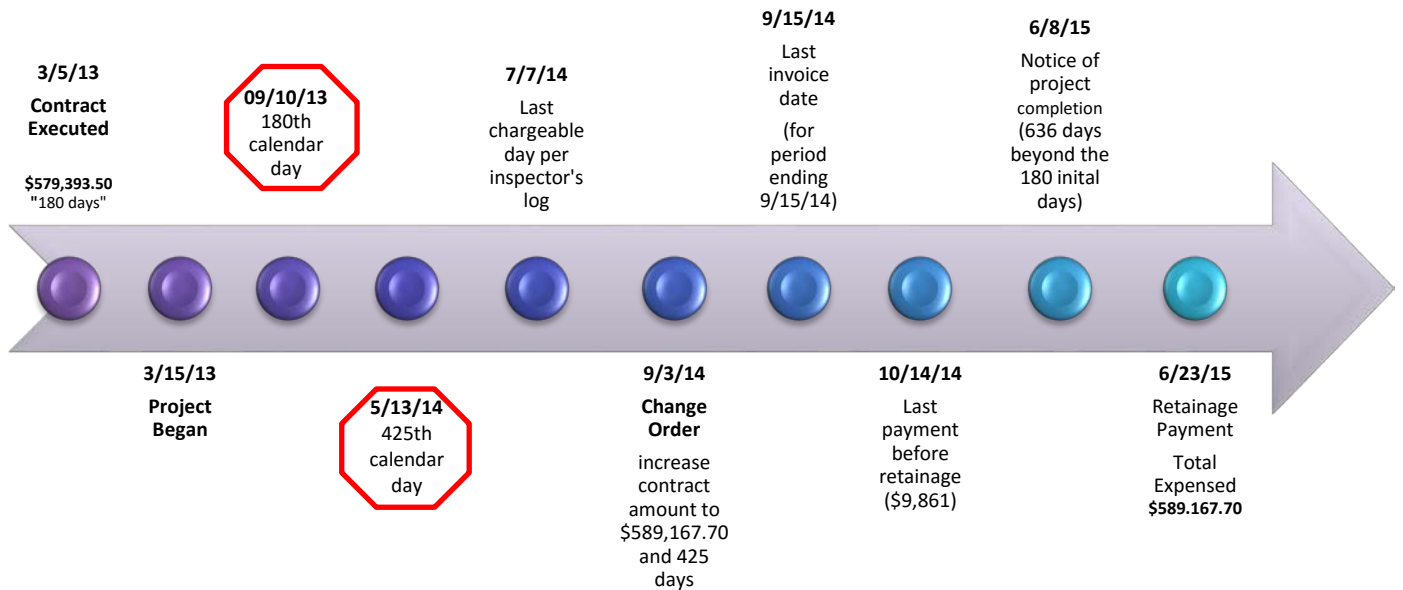 3/5/13
Contract
Executed
$579,393.50
"180 days"
3/15/13
Project
Began
09/10/13
180th
calendar
day
5/13/14
425th
calendar
day
7/7/14
Last
chargeable
day per
inspector's
log
9/3/14
Change
Order
increase
contract
amount to
$589,167.70
and 425
days
9/15/14
Last
invoice
date
(for
period
ending
9/15/14)
10/14/14
Last
payment
before
retainage
($9,861)
6/8/15
Notice of
project
completion
(636 days
beyond the
180 inital
days)
6/23/15
Retainage
Payment
Total
Expensed
$589.167.70